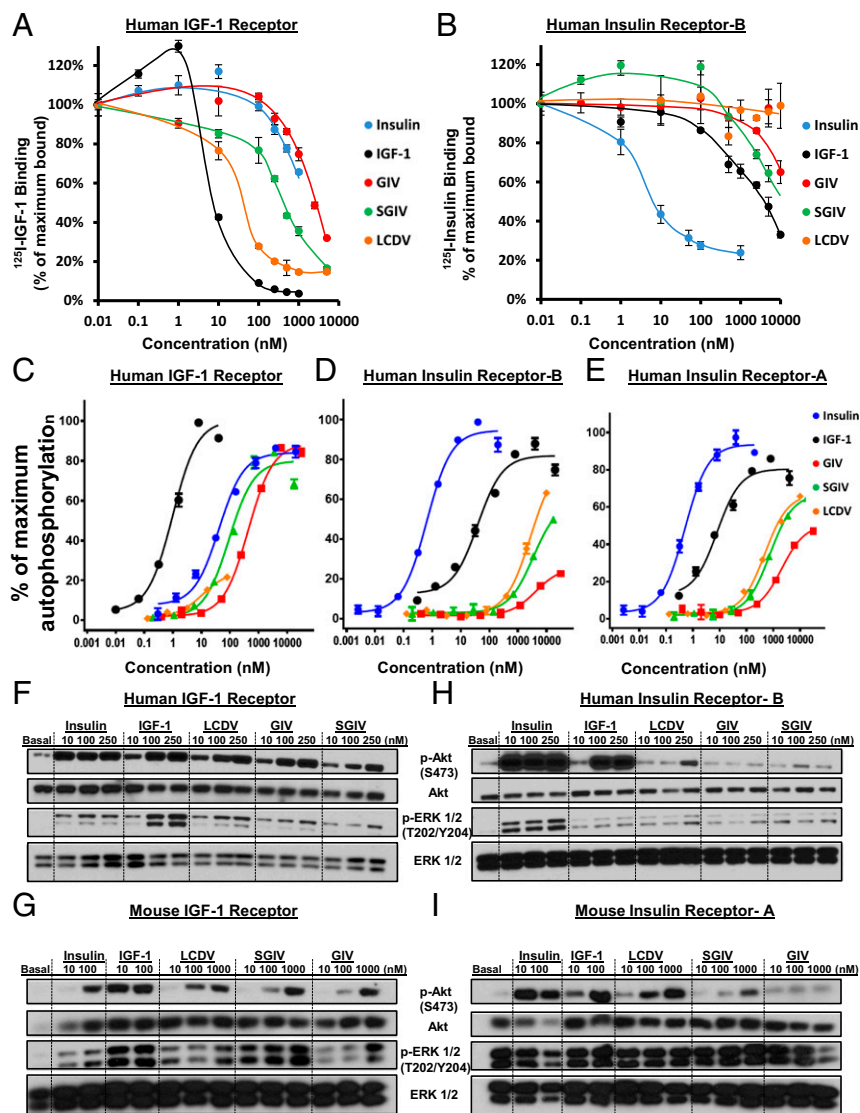 A
Human IGF-1 Receptor
120%
100%
80%
60%
40%
20%
0%
0.01 1 100 10000
Concentration (nM)
125I-IGF-1 Binding
(% of maximum bound)
Insulin
IGF-1
GIV
SGIV
LCDV
B
Human Insulin Receptor-B
120%
100%
80%
60%
40%
20%
0%
0.01 0.1 1 10 100 1000 10000
Concentration (nM)
125I-Insulin Binding
% of maximum bound)
Insulin
IGF-1
GIV
SGIV
LCDV
C
Human IGF-1 Receptor
% of maximum
autophosphorylation
100
80
60
40
20
0
0.001 0.01 0.1 1 10 100 1000 10000
Concentration (nM)
D
Human Insulin Receptor-B
100
80
60
40
20
0
0.001 0.01 0.1 1 10 100 1000 10000
Concentration (nM)
E
Human Insulin Receptor-A
100
80
60
40
20
0
0.001 0.01 0.1 1 10 100 1000 10000
Concentration (nM)
Insulin
IGF-1
GIV
SGIV
LCDV
F
Human IGF-1 Receptor
Insulin IGF-1 LCDV GIV SGIV
Basal 10 100 250 10 100 250 10 100 250 10 100 250 10 100 250 (nM)
H
Human Insulin Receptor- B
Insulin IGF-1 LCDV GIV SGIV
Basal 10 100 250 10 100 250 10 100 250 10 100 250 10 100 250 (nM)
p-Akt
(S473)
Akt
p-ERK 1/2
(T202/Y204)
ERK 1/2
G
Mouse IGF-1 Receptor
Insulin IGF-1 LCDV SGIV GIV
Basal 10 100 10 100 10 100 1000 10 100 1000 10 100 1000 (nM)
I
Mouse Insulin Receptor- A
Insulin IGF-1 LCDV SGIV GIV
Basal 10 100 10 100 10 100 1000 10 100 1000 10 100 1000 (nM)
p-Akt
(S473)
Akt
p-ERK 1/2
(T202/Y204)
ERK 1/2